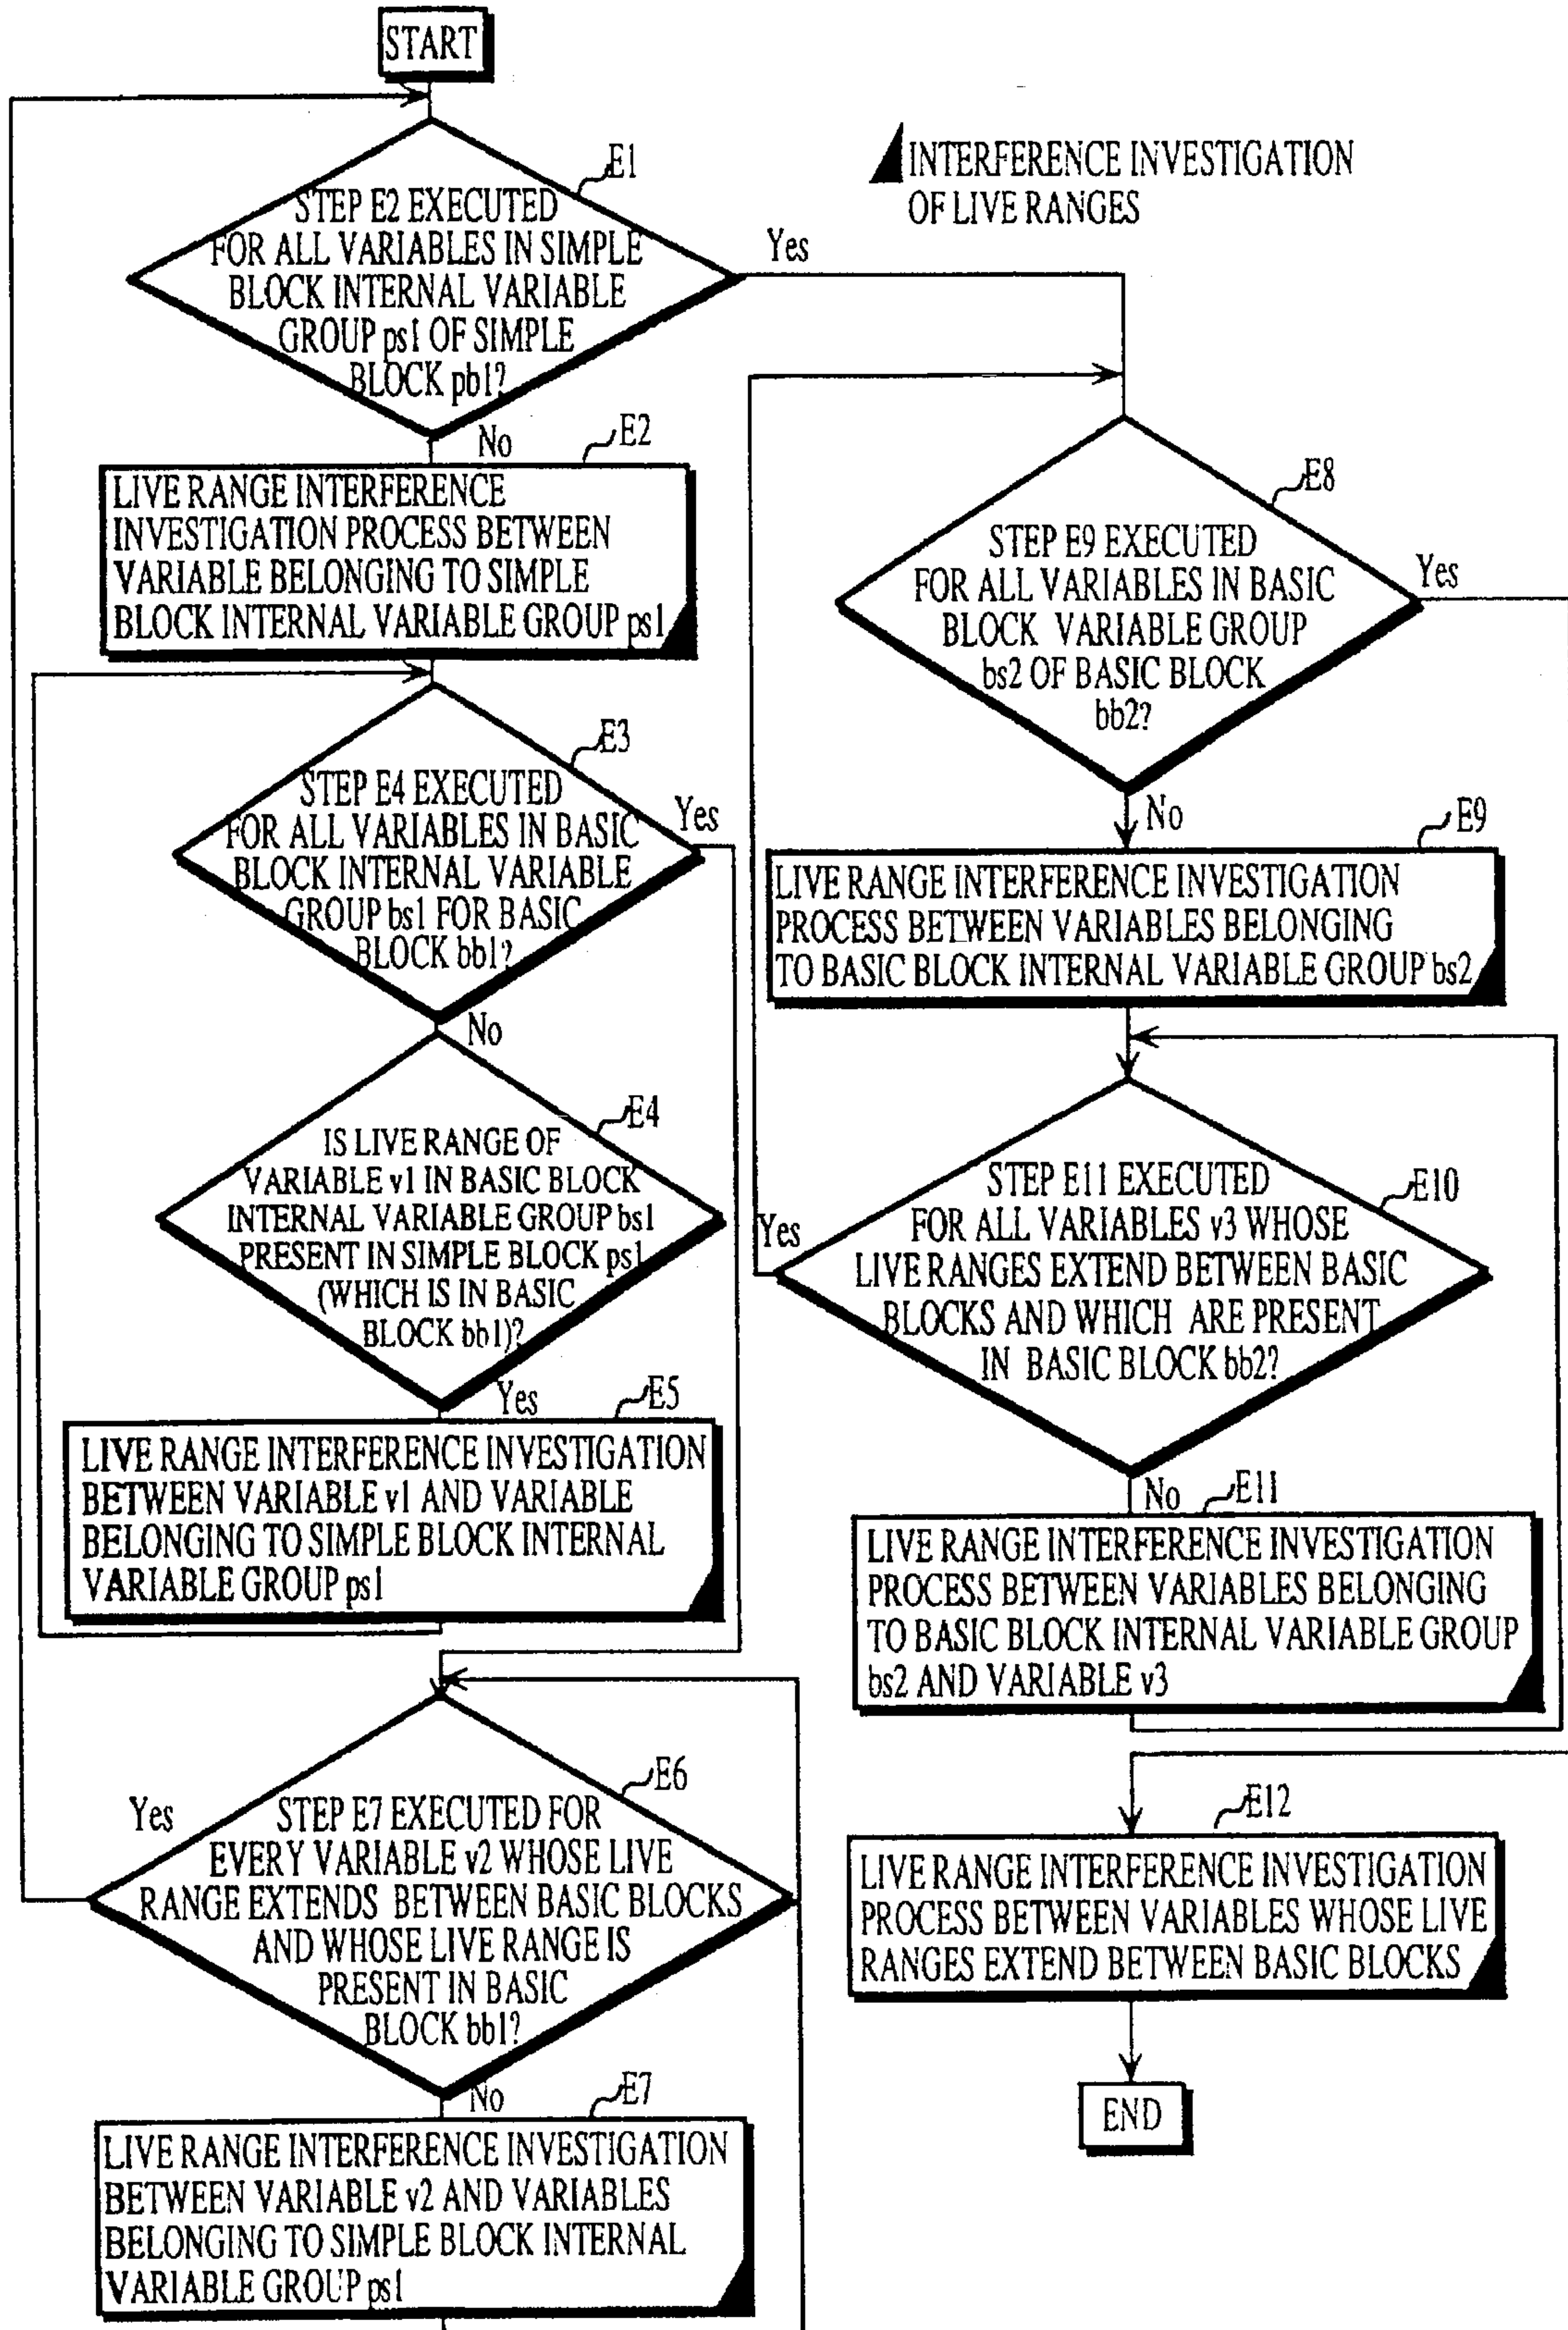 START
E1
STEP E2 EXECUTED
FOR ALL VARIABLES IN SIMPLE
BLOCK INTERNAL VARIABLE
GROUP ps1 OF SIMPLE
BLOCK pb1?
Yes
No
INTERFERENCE INVESTIGATION
OF LIVE RANGES
E2
LIVE RANGE INTERFERENCE
INVESTIGATION PROCESS BETWEEN
VARIABLE BELONGING TO SIMPLE
BLOCK INTERNAL VARIABLE GROUP ps1
E3
STEP E4 EXECUTED
FOR ALL VARIABLES IN BASIC
BLOCK INTERNAL VARIABLE
GROUP bs1 FOR BASIC
BLOCK bb1?
Yes
No
E4
IS LIVE RANGE OF
VARIABLE v1 IN BASIC BLOCK
INTERNAL VARIABLE GROUP bs1
PRESENT IN SIMPLE BLOCK ps1
(WHICH IS IN BASIC
BLOCK bb1)?
Yes
E5
LIVE RANGE INTERFERENCE INVESTIGATION
BETWEEN VARIABLE v1 AND VARIABLE
BELONGING TO SIMPLE BLOCK INTERNAL
VARIABLE GROUP ps1
E6
Yes
STEP E7 EXECUTED FOR
EVERY VARIABLE v2 WHOSE LIVE
RANGE EXTENDS BETWEEN BASIC BLOCKS
AND WHOSE LIVE RANGE IS
PRESENT IN BASIC
BLOCK bb1?
No
E7
LIVE RANGE INTERFERENCE INVESTIGATION
BETWEEN VARIABLE v2 AND VARIABLES
BELONGING TO SIMPLE BLOCK INTERNAL
VARIABLE GROUP ps1
E8
STEP E9 EXECUTED
FOR ALL VARIABLES IN BASIC
BLOCK VARIABLE GROUP
bs2 OF BASIC BLOCK
bb2?
Yes
No
E9
LIVE RANGE INTERFERENCE INVESTIGATION
PROCESS BETWEEN VARIABLES BELONGING
TO BASIC BLOCK INTERNAL VARIABLE GROUP bs2
E10
Yes
STEP E11 EXECUTED
FOR ALL VARIABLES v3 WHOSE
LIVE RANGES EXTEND BETWEEN BASIC
BLOCKS AND WHICH ARE PRESENT
IN BASIC BLOCK bb2?
No
E11
LIVE RANGE INTERFERENCE INVESTIGATION
PROCESS BETWEEN VARIABLES BELONGING
TO BASIC BLOCK INTERNAL VARIABLE GROUP
bs2 AND VARIABLE v3
E12
LIVE RANGE INTERFERENCE INVESTIGATION
PROCESS BETWEEN VARIABLES WHOSE LIVE
RANGES EXTEND BETWEEN BASIC BLOCKS
END